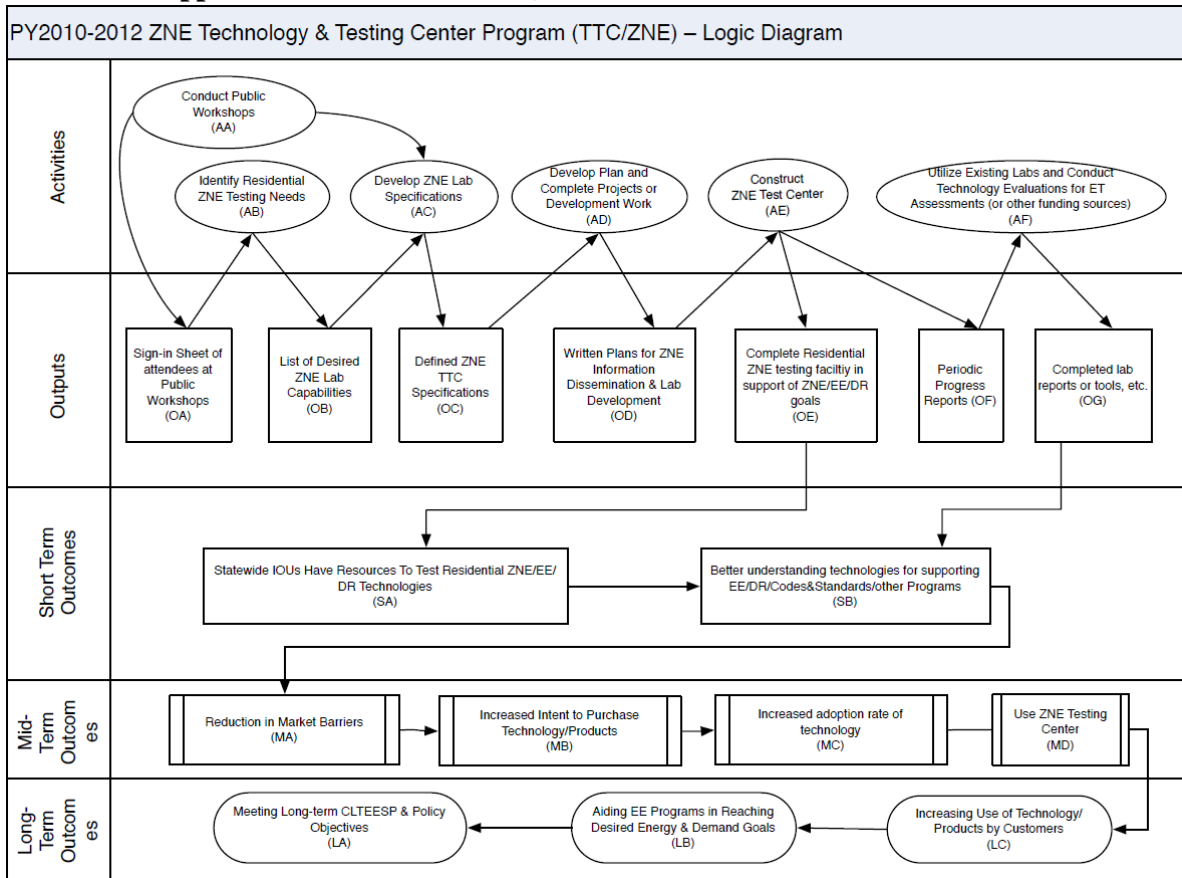 PY2010-2012 ZNE Technology & Testing Center Program (TTC/ZNE) – Logic Diagram
Activities
Conduct Public
Workshops
(AA)
Identify Residential
ZNE Testing Needs
(AB)
Develop ZNE Lab
Specifications
(AC)
Develop Plan and
Complete Projects or
Development Work
(AD)
Construct
ZNE Test Center
(AE)
Utilize Existing Labs and Conduct
Technology Evaluations for ET
Assessments (or other funding sources)
(AF)
Outputs
Sign-in Sheet of
attendees at
Public
Workshops
(OA)
List of Desired
ZNE Lab
Capabilities
(OB)
Defined ZNE
TTC
Specifications
(OC)
Written Plans for ZNE
Information
Dissemination & Lab
Development
(OD)
Complete Residential
ZNE testing faciltiy in
support of ZNE/EE/DR
goals
(OE)
Periodic
Progress
Reports (OF)
Completed lab
reports or tools, etc.
(OG)
Short Term
Outcomes
Statewide IOUs Have Resources To Test Residential ZNE/EE/
DR Technologies
(SA)
Better understanding technologies for supporting
EE/DR/Codes&Standards/other Programs
(SB)
Mid-
Term
Outcom
es
Reduction in Market Barriers
(MA)
Increased Intent to Purchase
Technology/Products
(MB)
Increased adoption rate of
technology
(MC)
Use ZNE Testing
Center
(MD)
Long-
Term
Outcom
es
Meeting Long-term CLTEESP & Policy
Objectives
(LA)
Aiding EE Programs in Reaching
Desired Energy & Demand Goals
(LB)
Increasing Use of Technology/
Products by Customers
(LC)